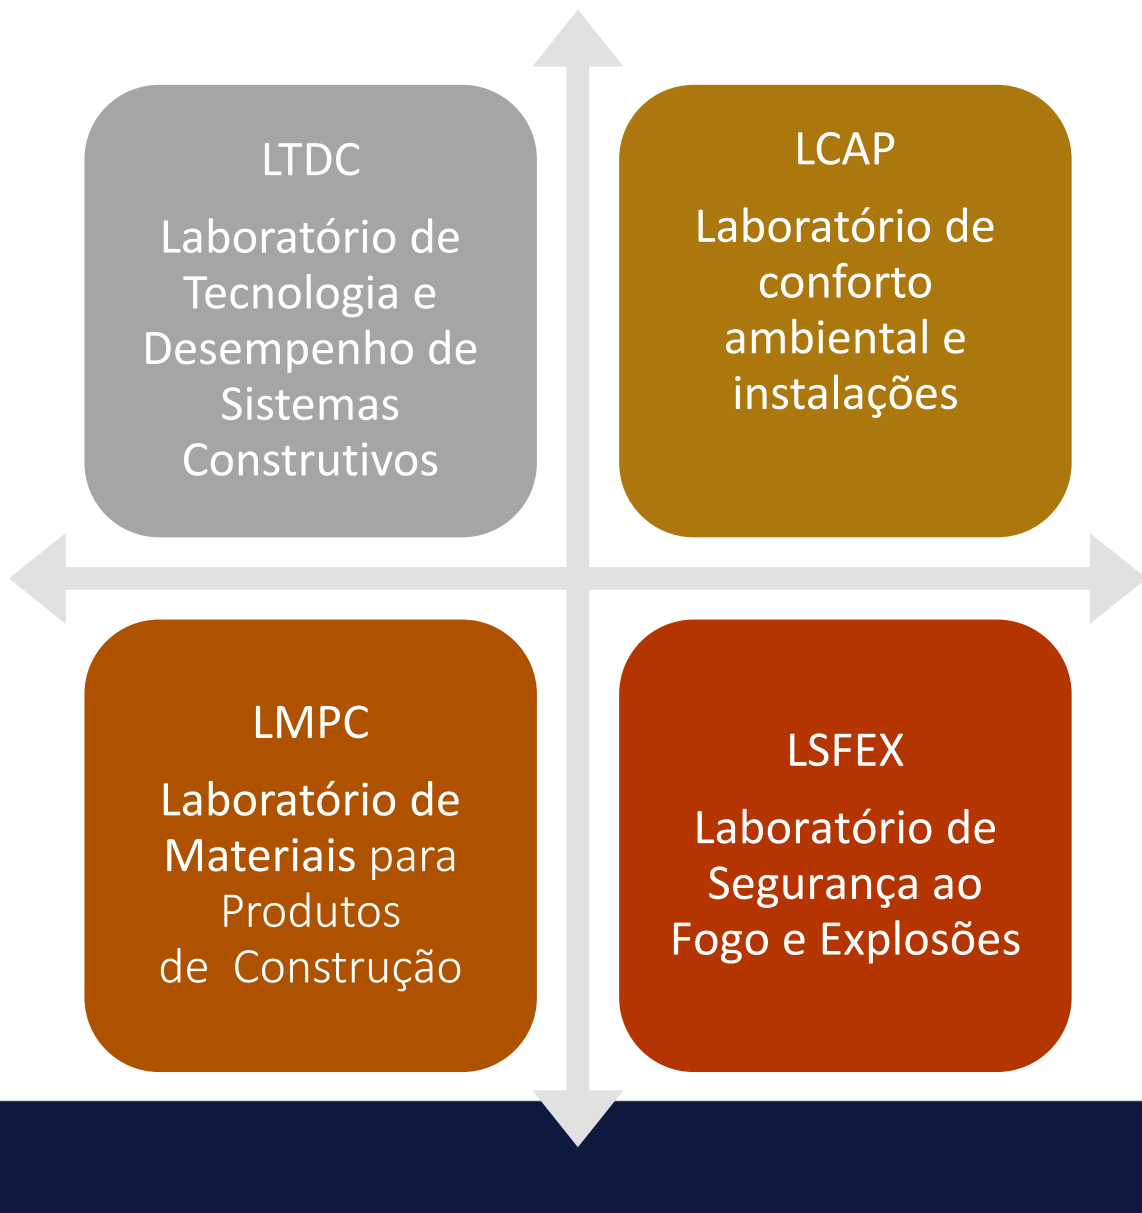 LTDC
Laboratório de
Tecnologia e
Desempenho de
Sistemas
Construtivos
LCAP
Laboratório de
conforto
ambiental e
instalações
LMPC
Laboratório de
Materiais para
Produtos
de Construção
LSFEX
Laboratório de
Segurança ao
Fogo e Explosões